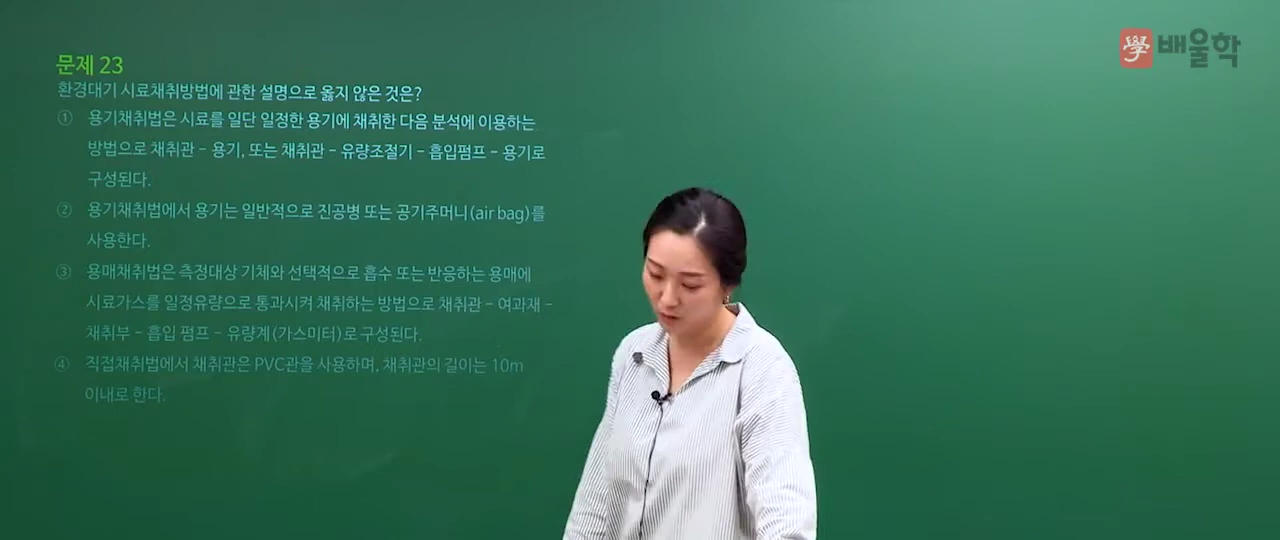 學 배울학
문제 23
환경대기 시료채취방법에 관한 설명으로 옳지 않은 것은?
① 용기채취법은 시료를 일단 일정한 용기에 채취한 다음 분석에 이용하는
방법으로 채취관 - 용기, 또는 채취관 - 유량조절기 - 흡입펌프 - 용기로
구성된다.
② 용기채취법에서 용기는 일반적으로 진공병 또는 공기주머니(air bag)를
사용한다.
③ 용매채취법은 측정대상 기체와 선택적으로 흡수 또는 반응하는 용매에
시료가스를 일정유량으로 통과시켜 채취하는 방법으로 채취관 - 여과재 -
채취부 - 흡입 펌프 - 유량계(가스미터)로 구성된다.
④ 직접채취법에서 채취관은 PVC관을 사용하며, 채취관의 길이는 10m
이내로 한다.